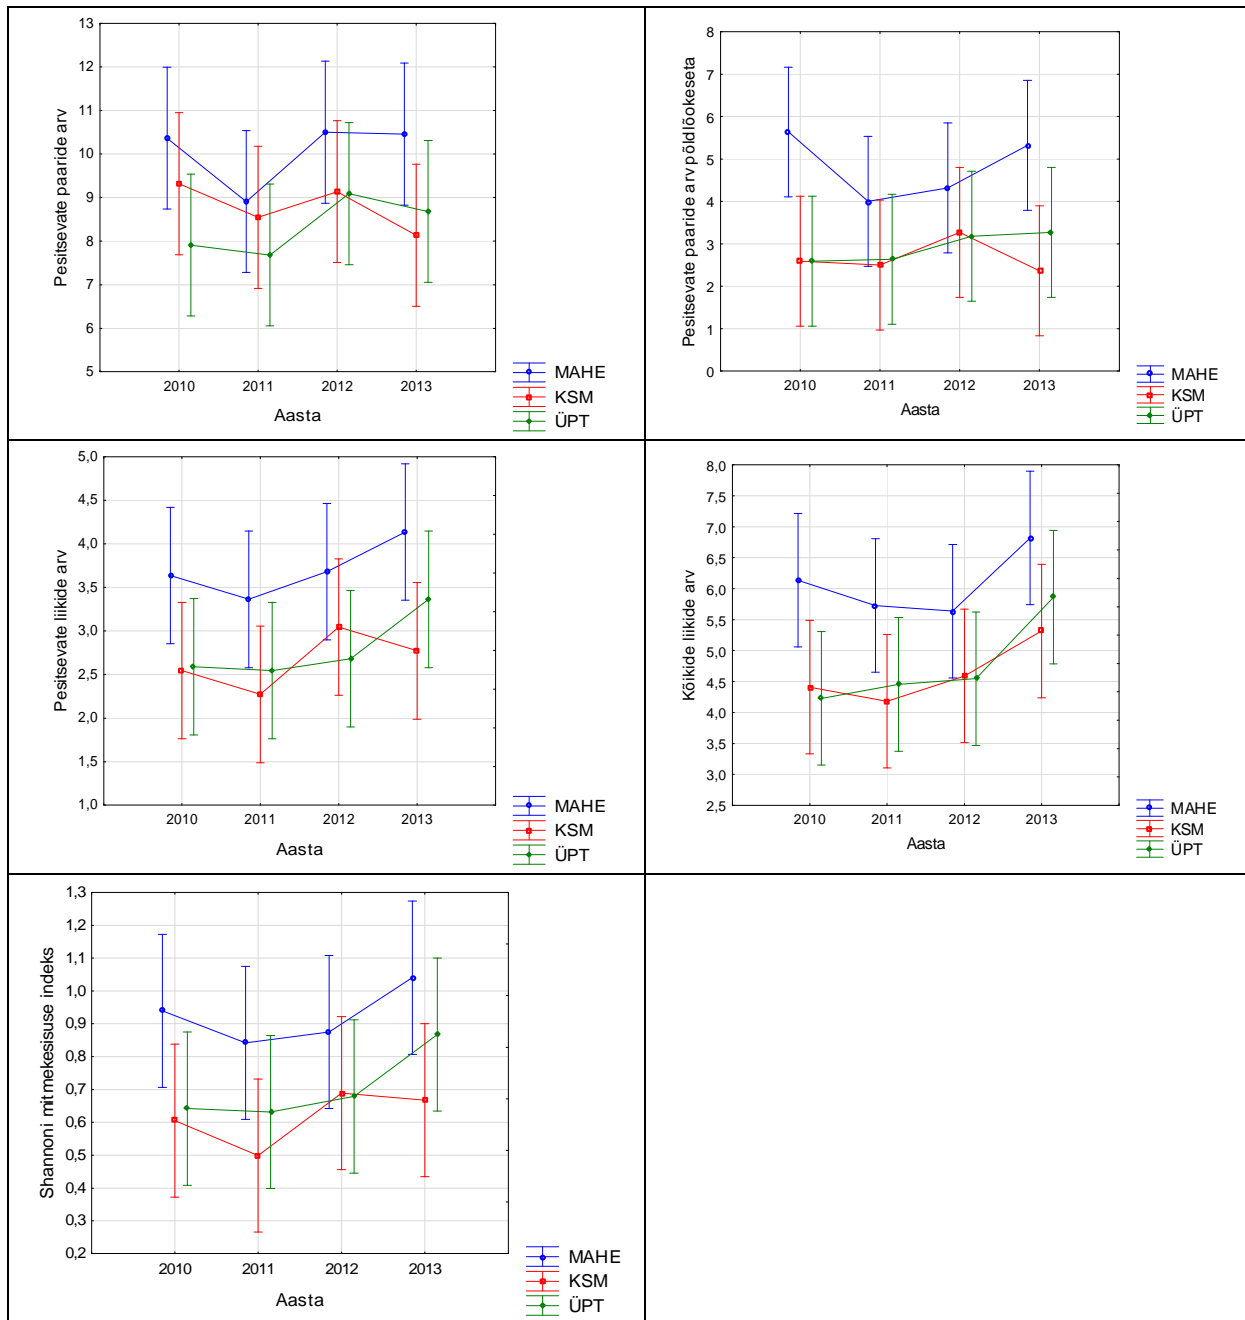 Pesitsevate paaride arv
13
12
11
10
9
8
7
6
5
2010 2011 2012 2013
Aasta
MAHE
KSM
ÜPT
Pesitsevate paaride arv põldlõokeseta
8
7
6
5
4
3
2
1
0
2010 2011 2012 2013
Aasta
MAHE
KSM
ÜPT
Pesitsevate liikide arv
5,0
4,5
4,0
3,5
3,0
2,5
2,0
1,5
1,0
2010 2011 2012 2013
Aasta
MAHE
KSM
ÜPT
Kõikide liikide arv
8,0
7,5
7,0
6,5
6,0
5,5
5,0
4,5
4,0
3,5
3,0
2,5
2010 2011 2012 2013
Aasta
MAHE
KSM
ÜPT
Shannoni mitmekesisuse indeks
1,3
1,2
1,1
1,0
0,9
0,8
0,7
0,6
0,5
0,4
0,3
0,2
2010 2011 2012 2013
Aasta
MAHE
KSM
ÜPT